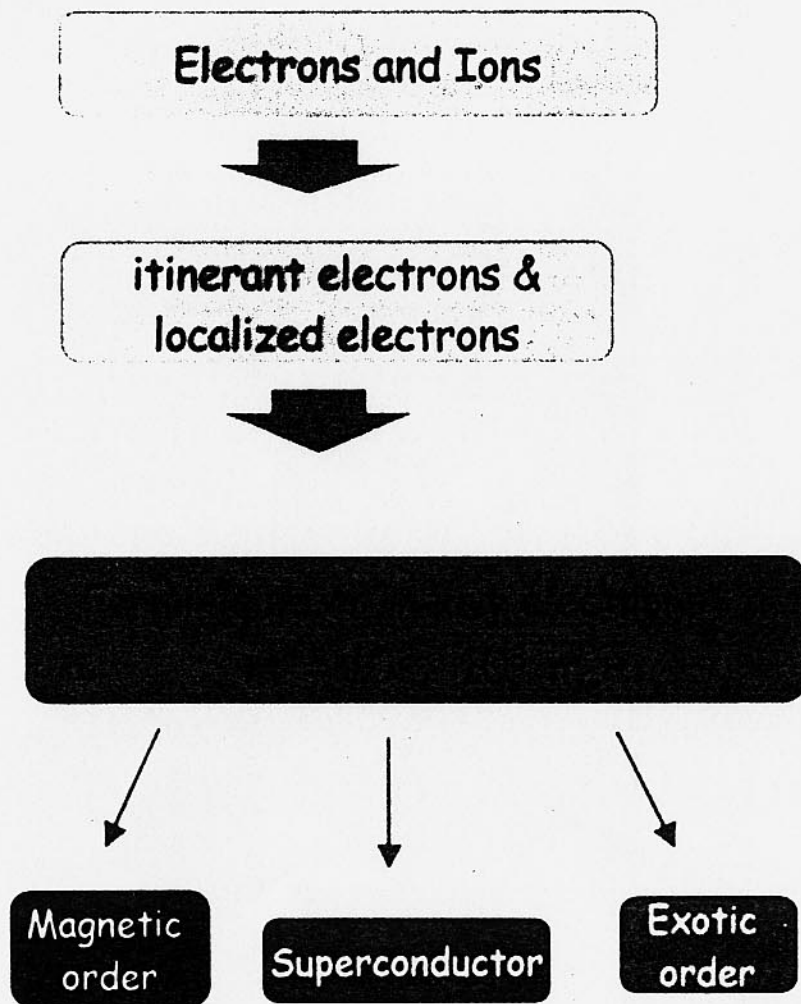 Electrons and Ions
itinerant electrons &
localized electrons
Magnetic
order
Superconductor
Exotic
order